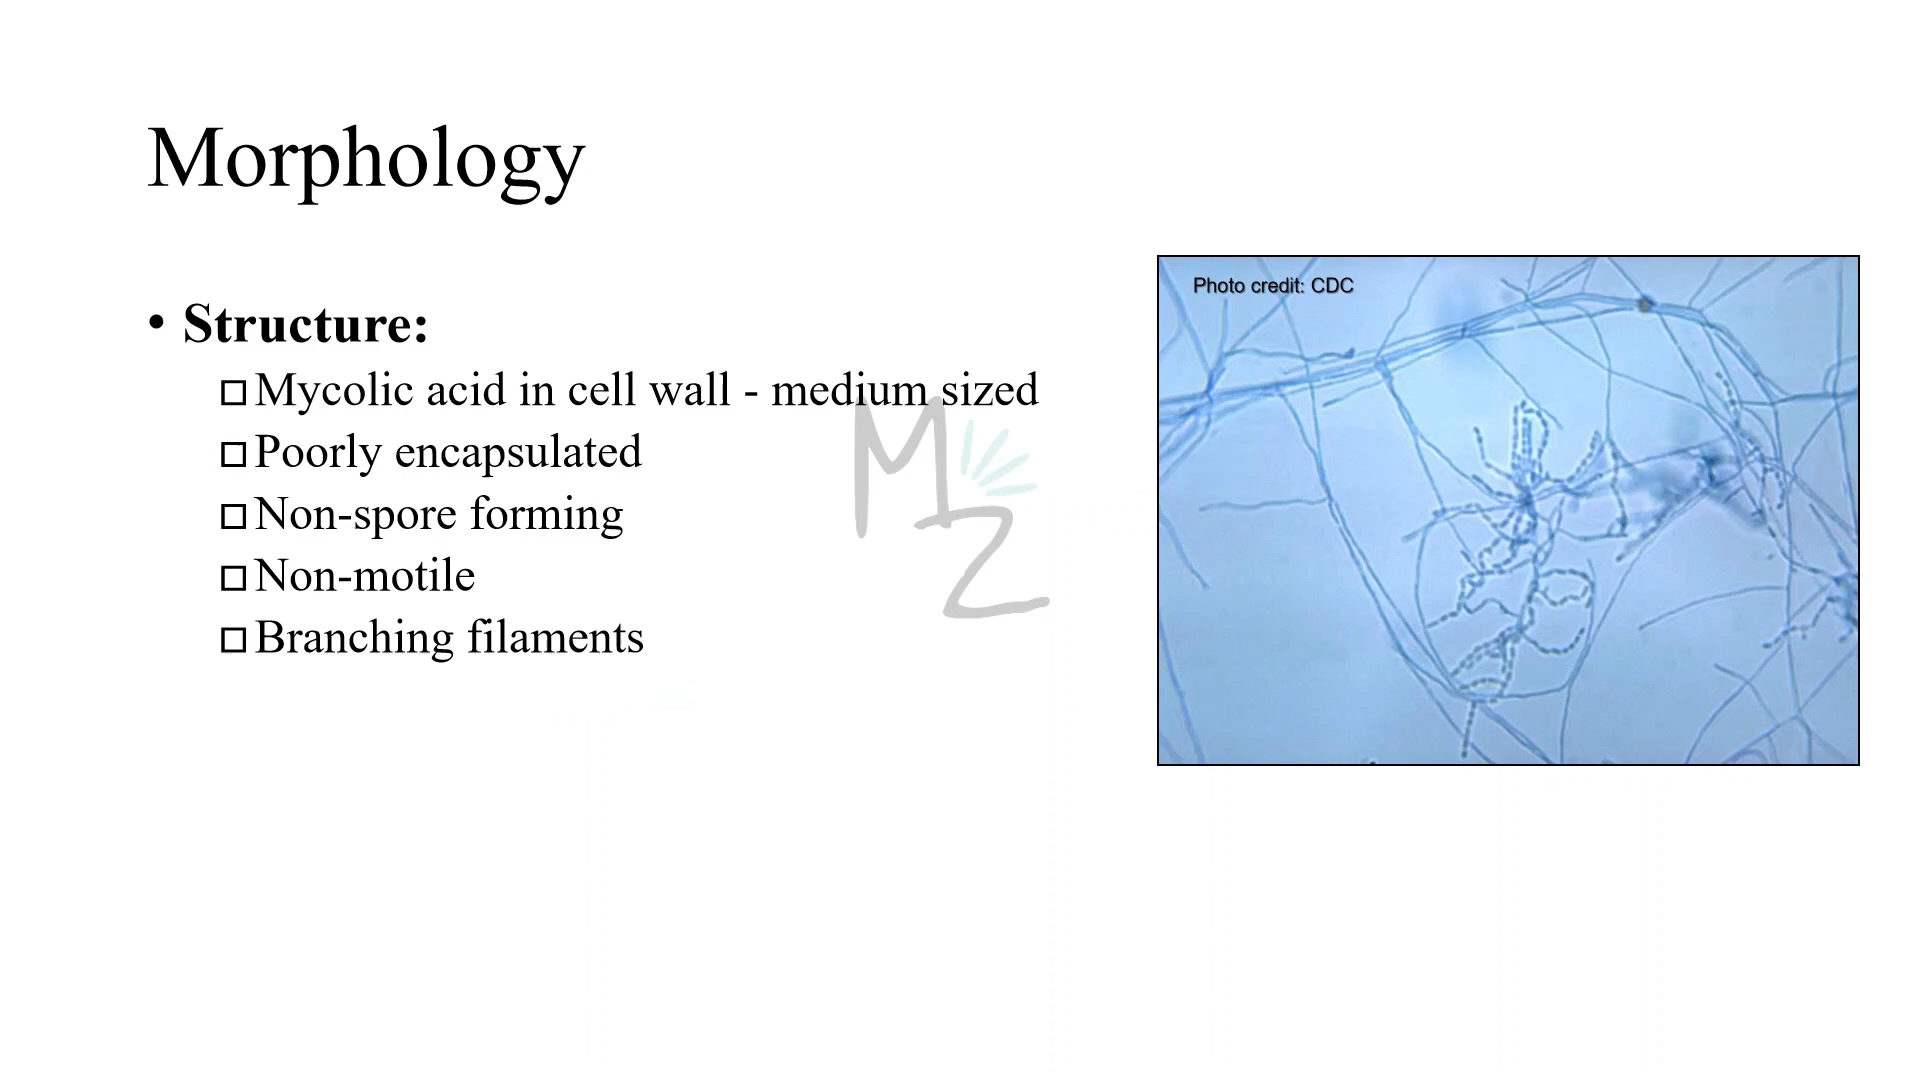 Morphology
Photo credit: CDC
• Structure:
□ Mycolic acid in cell wall - medium sized
□ Poorly encapsulated
□ Non-spore forming
□ Non-motile
□ Branching filaments
MZ